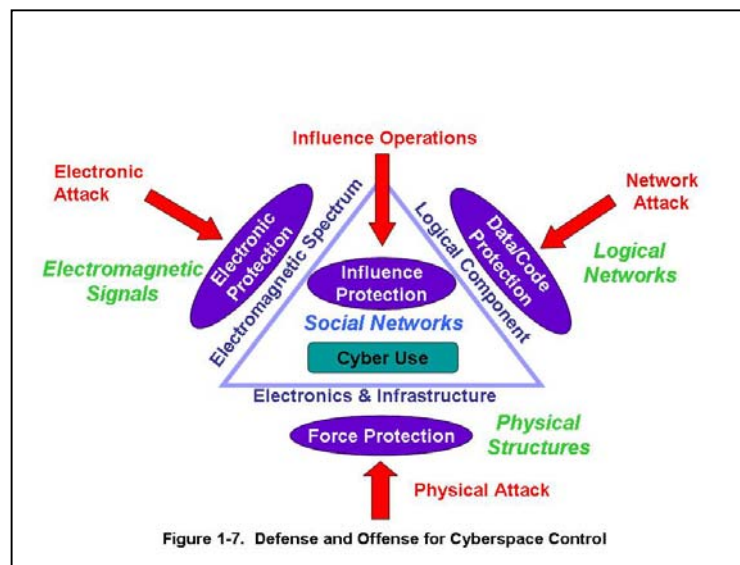 Influence Operations
Electronic
Attack
Network
Attack
Electronic
Protection
Electromagnetic Spectrum
Logical Component
Data/Code
Protection
Electromagnetic
Signals
Logical
Networks
Influence
Protection
Social Networks
Cyber Use
Electronics & Infrastructure
Force Protection
Physical
Structures
Physical Attack
Figure 1-7. Defense and Offense for Cyberspace Control